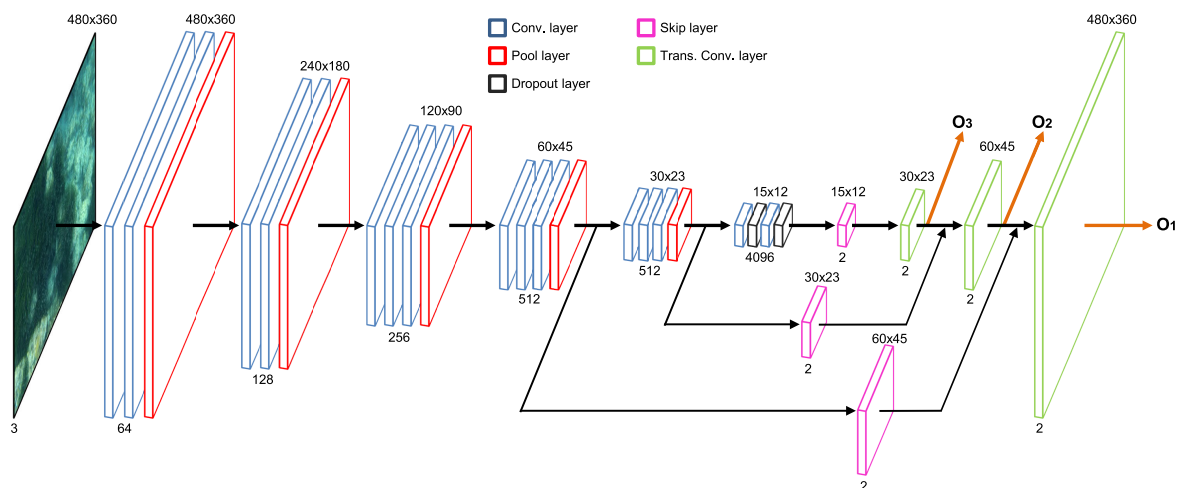 480x360
480x360
480x360
Conv. layer
Skip layer
Pool layer
Trans. Conv. layer
Dropout layer
240x180
120x90
O3
O2
60x45
60x45
30x23
15x12
15x12
30x23
O1
4096
2
2
512
512
2
30x23
256
60x45
2
128
3
64
2
2